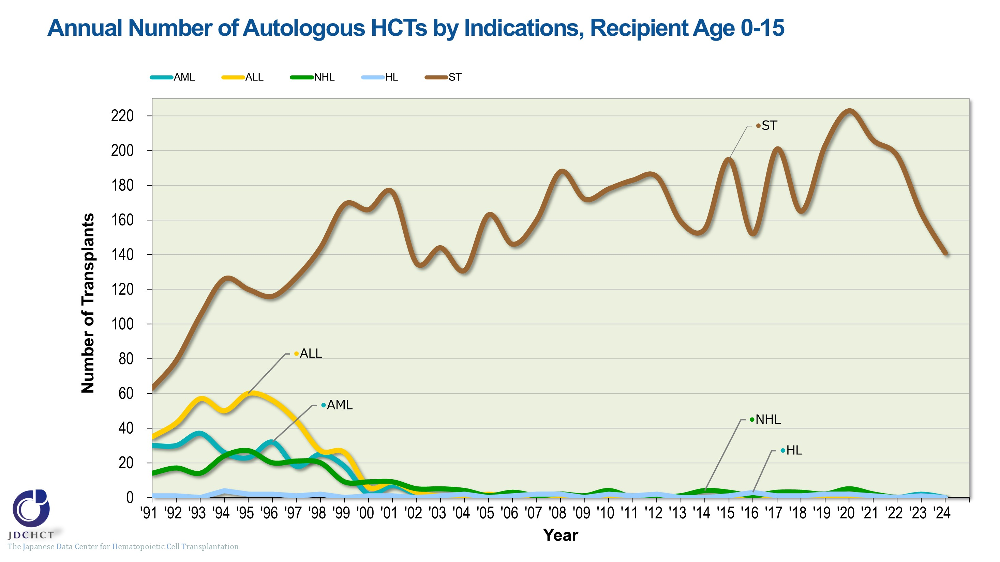 Annual Number of Autologous HCTs by Indications, Recipient Age 0-15
AML ALL NHL HL ST
Number of Transplants
220
200
180
160
140
120
100
80
60
40
20
0
ST
ALL
AML
NHL
HL
'91 '92 '93 '94 '95 '96 '97 '98 '99 '00 '01 '02 '03 '04 '05 '06 '07 '08 '09 '10 '11 '12 '13 '14 '15 '16 '17 '18 '19 '20 '21 '22 '23 '24
Year
JDCHCT
The Japanese Data Center for Hematopoietic Cell Transplantation